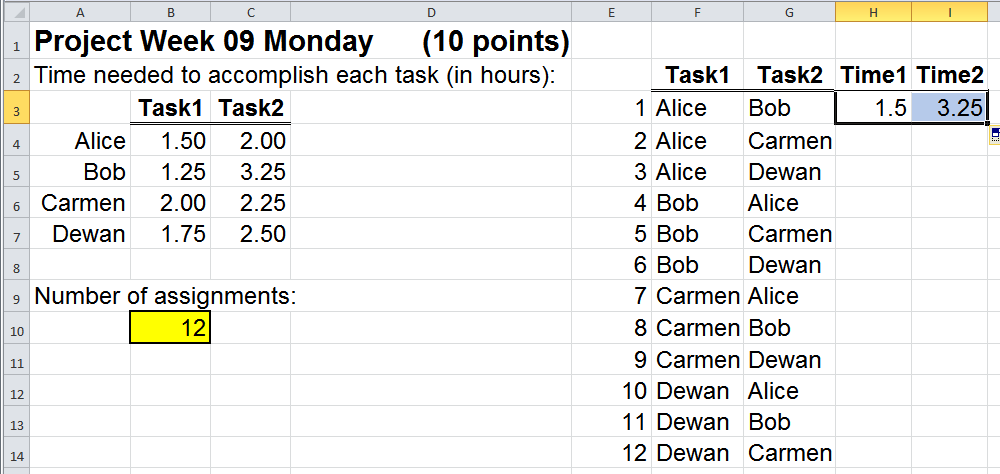 A B C D E F G H I
1 Project Week 09 Monday (10 points)
2 Time needed to accomplish each task (in hours): Task1 Task2 Time1 Time2
3 Task1 Task2 1 Alice Bob 1.5 3.25
4 Alice 1.50 2.00 2 Alice Carmen
5 Bob 1.25 3.25 3 Alice Dewan
6 Carmen 2.00 2.25 4 Bob Alice
7 Dewan 1.75 2.50 5 Bob Carmen
8 6 Bob Dewan
9 Number of assignments: 7 Carmen Alice
10 12 8 Carmen Bob
11 9 Carmen Dewan
12 10 Dewan Alice
13 11 Dewan Bob
14 12 Dewan Carmen